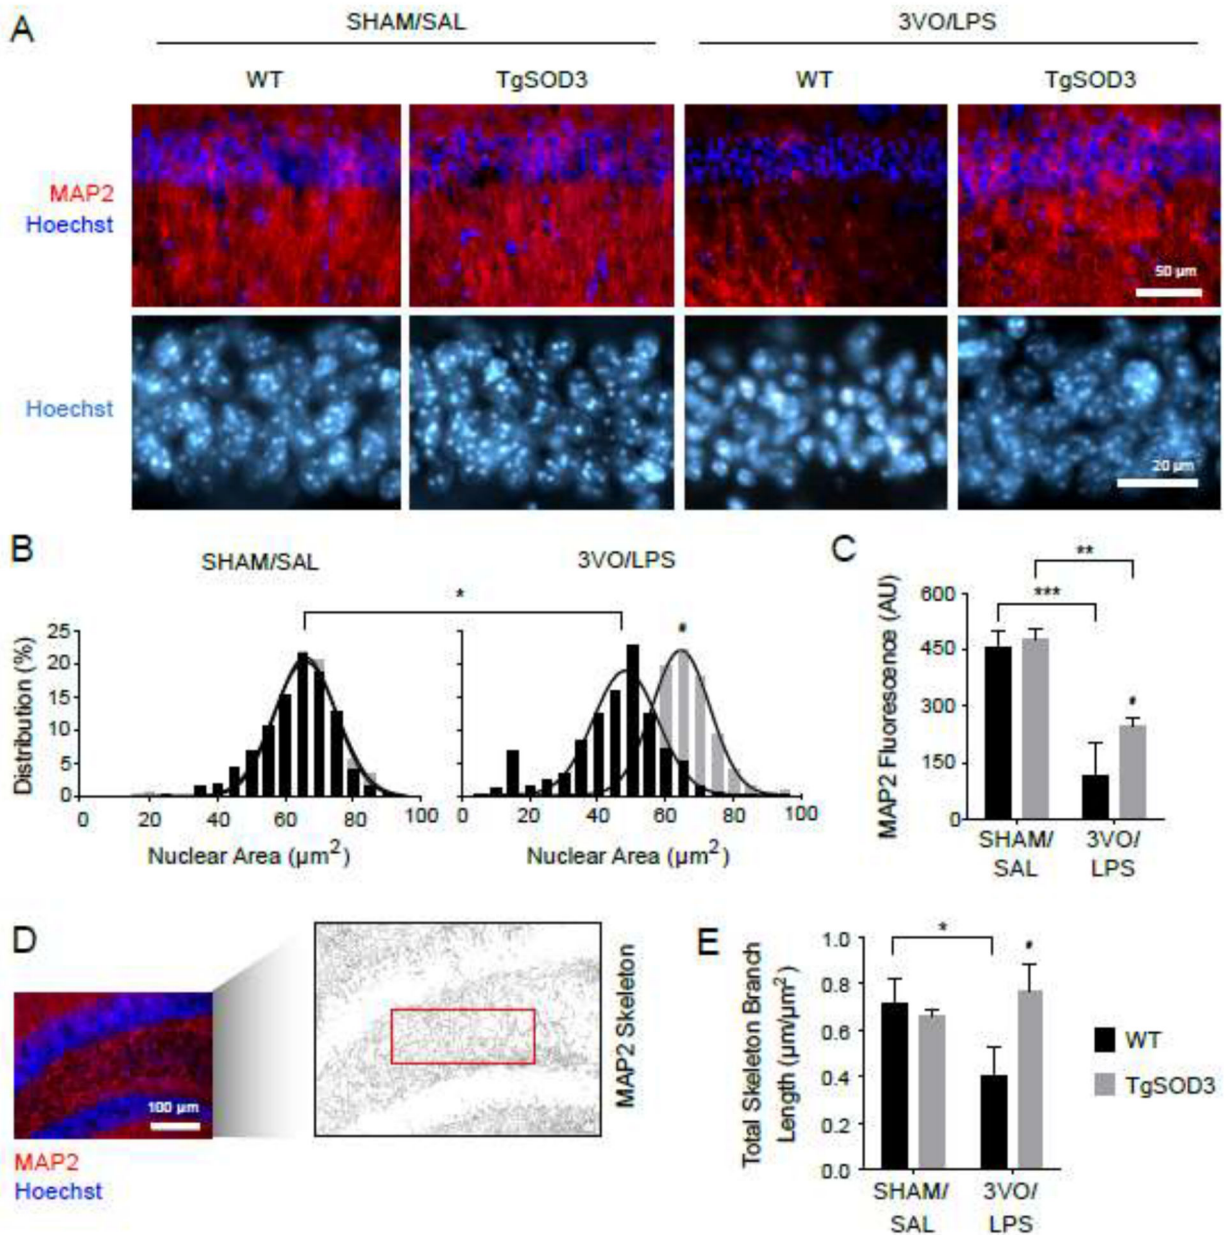 A
SHAM/SAL
3VO/LPS
WT
TgSOD3
WT
TgSOD3
MAP2
Hoechst
50 µm
Hoechst
20 µm
B
SHAM/SAL
3VO/LPS
*
#
Distribution (%)
25
20
15
10
5
0
0 20 40 60 80 100
0 20 40 60 80 100
Nuclear Area (µm²)
Nuclear Area (µm²)
C
**
***
#
MAP2 Fluorescence (AU)
600
450
300
150
0
SHAM/
SAL
3VO/
LPS
D
100 µm
MAP2
Hoechst
MAP2 Skeleton
E
*
#
Total Skeleton Branch
Length (µm/µm²)
1.0
0.8
0.6
0.4
0.2
0.0
SHAM/
SAL
3VO/
LPS
WT
TgSOD3